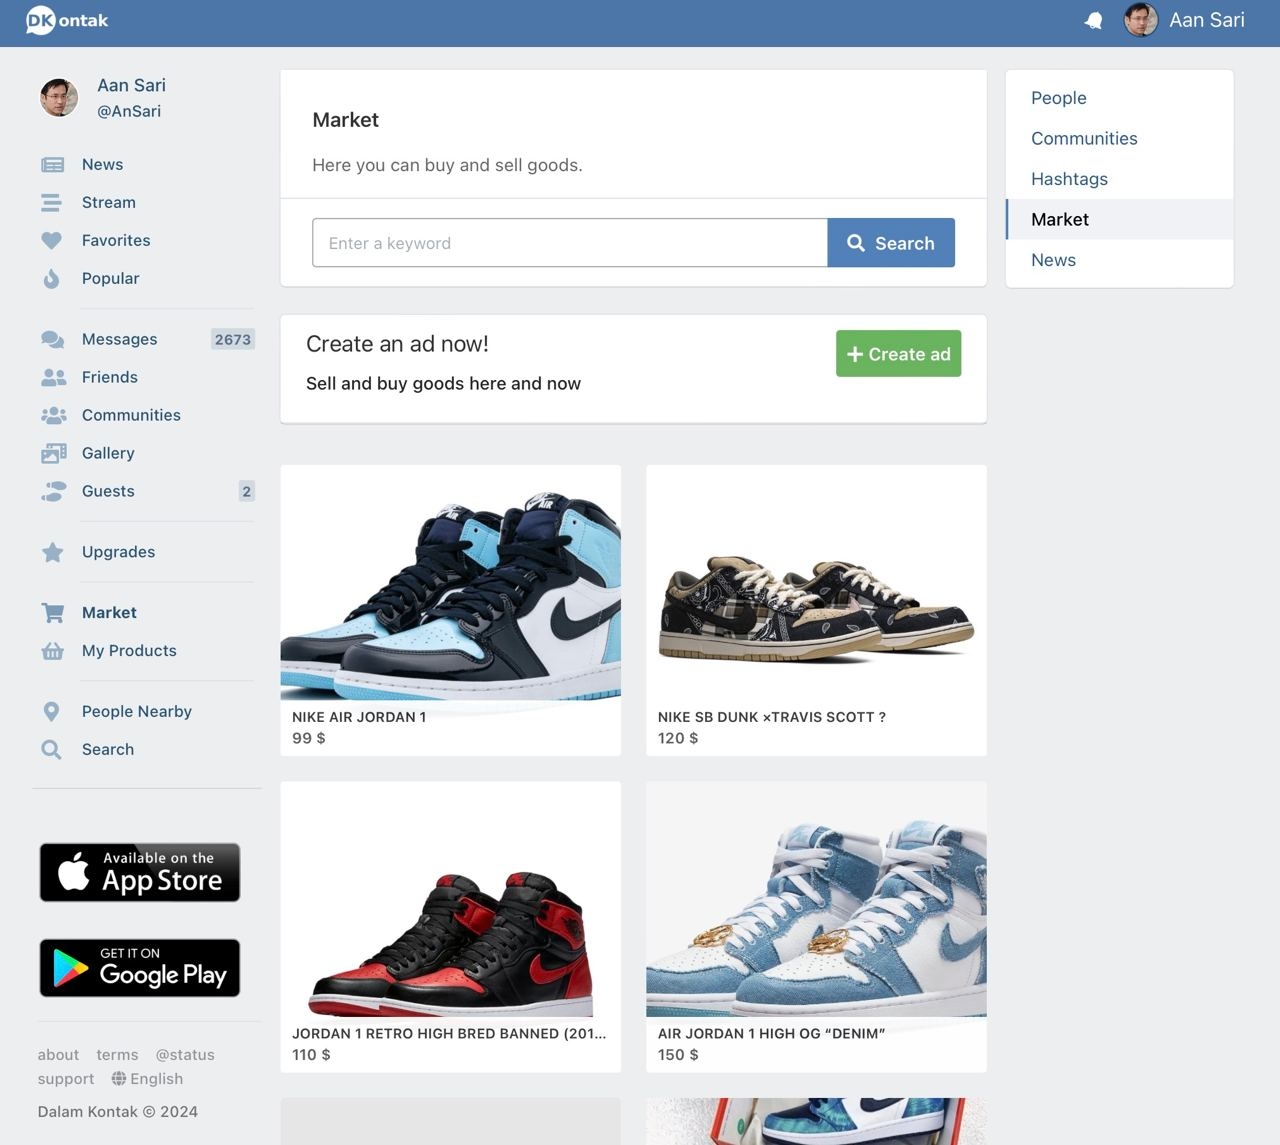 DKontak
Aan Sari
Aan Sari
@AnSari
News
Stream
Favorites
Popular
Messages 2673
Friends
Communities
Gallery
Guests 2
Upgrades
Market
My Products
People Nearby
Search
Available on the
App Store
GET IT ON
Google Play
about terms @status
support English
Dalam Kontak © 2024
Market
Here you can buy and sell goods.
Enter a keyword
Search
Create an ad now!
Sell and buy goods here and now
+ Create ad
NIKE AIR JORDAN 1
99 $
NIKE SB DUNK ×TRAVIS SCOTT ?
120 $
JORDAN 1 RETRO HIGH BRED BANNED (201...
110 $
AIR JORDAN 1 HIGH OG “DENIM”
150 $
People
Communities
Hashtags
Market
News